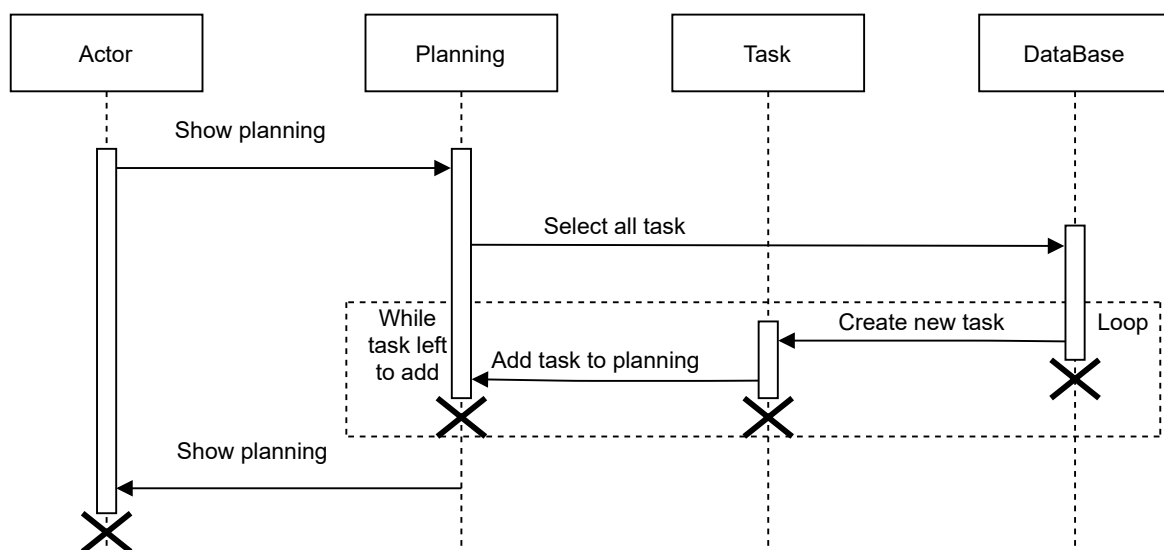 Actor
Planning
Task
DataBase
Show planning
Select all task
While
task left
to add
Create new task
Loop
Add task to planning
Show planning